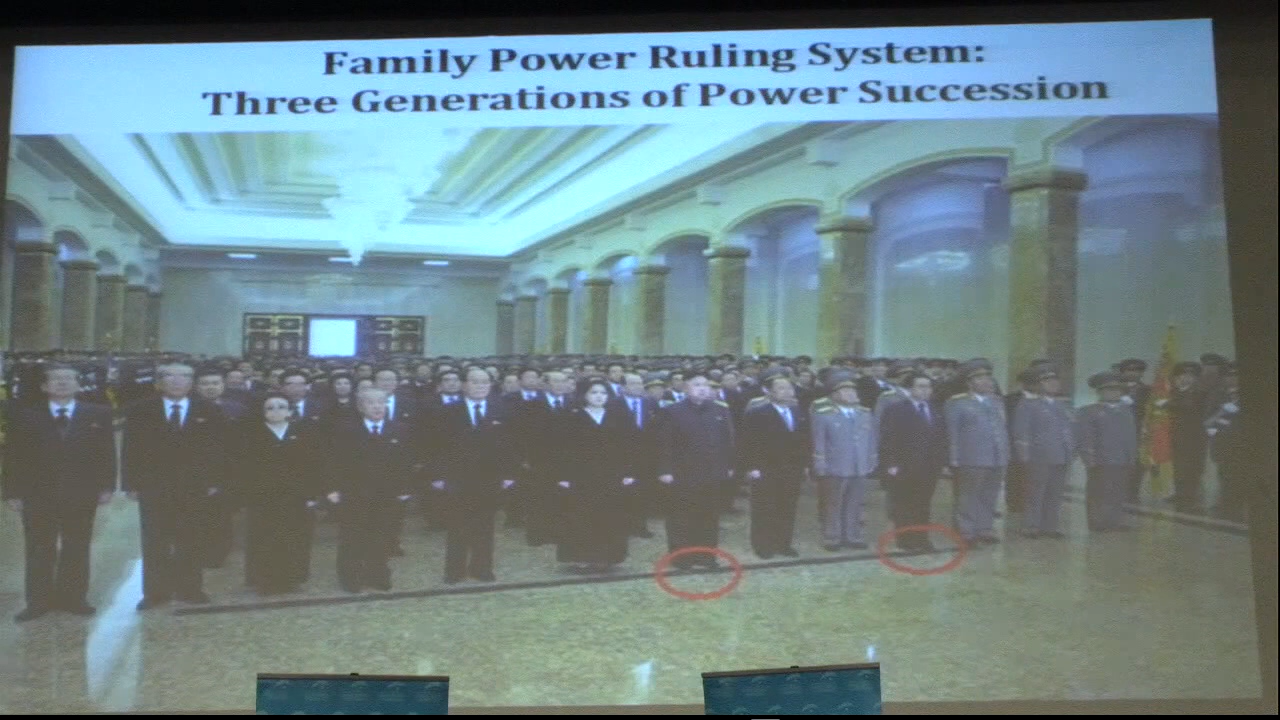 Family Power Ruling System:
Three Generations of Power Succession